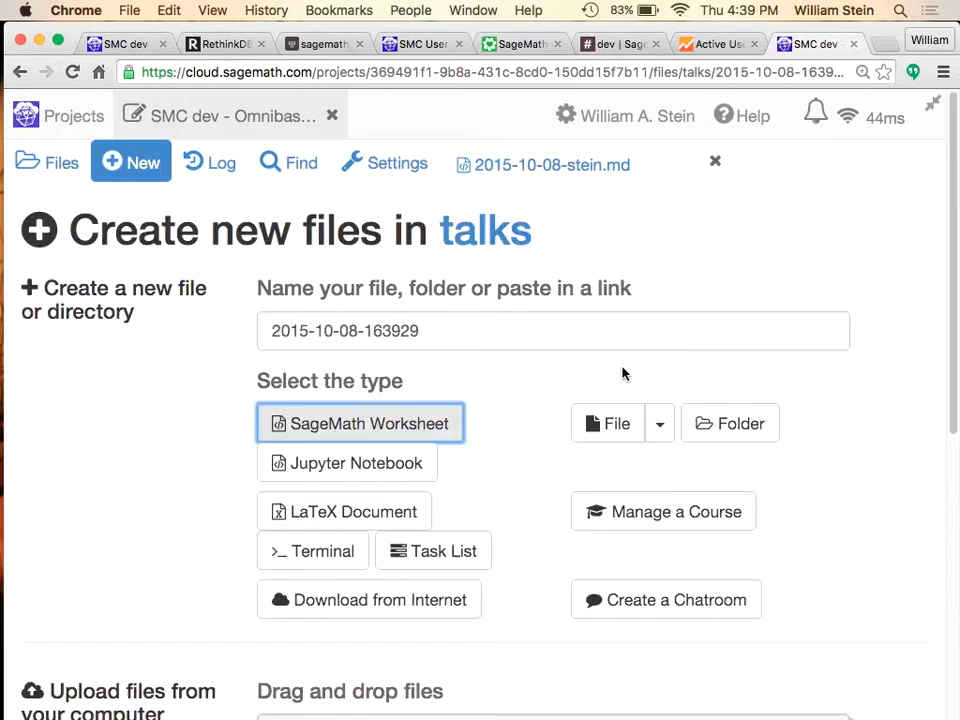 Chrome File Edit View History Bookmarks People Window Help 83% Thu 4:39 PM William Stein
SMC dev RethinkDB sagemath. SMC User SageMath dev | Sag Active Use SMC dev - William
https://cloud.sagemath.com/projects/369491f1-9b8a-431c-8cd0-150dd15f7b11/files/talks/2015-10-08-1639...
Projects SMC dev - Omnibas... William A. Stein Help 44ms
Files New Log Find Settings 2015-10-08-stein.md
Create new files in talks
Create a new file
or directory
Name your file, folder or paste in a link
2015-10-08-163929
Select the type
SageMath Worksheet File Folder
Jupyter Notebook
LaTeX Document Manage a Course
>_ Terminal Task List
Download from Internet Create a Chatroom
Upload files from
your computer
Drag and drop files